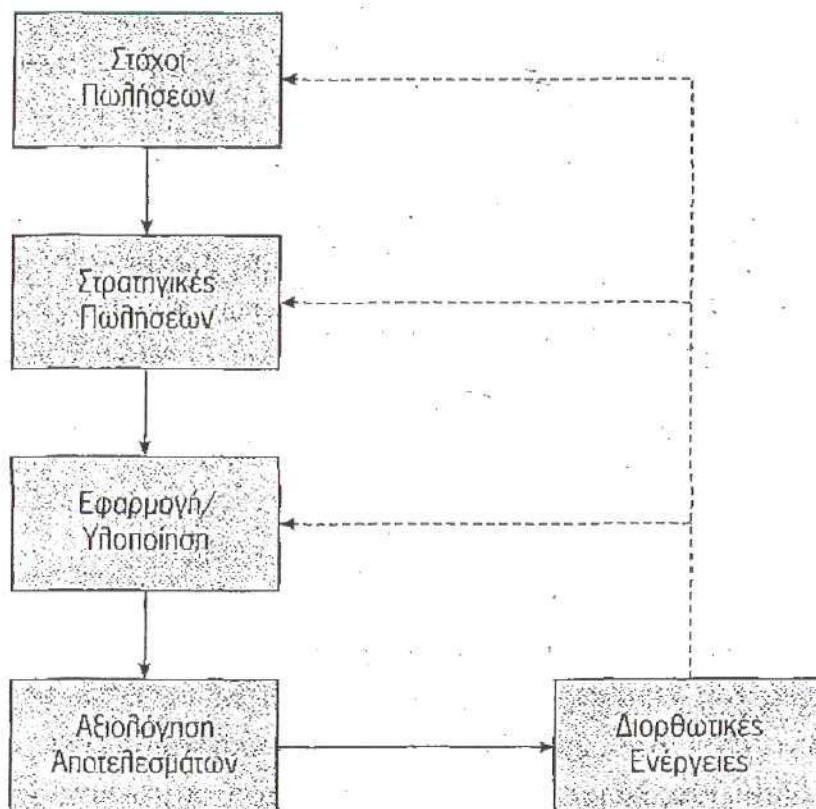 Στόχοι
Πωλήσεων
Στρατηγικές
Πωλήσεων
Εφαρμογή/
Υλοποίηση
Αξιολόγηση
Αποτελεσμάτων
Διορθωτικές
Ενέργειες